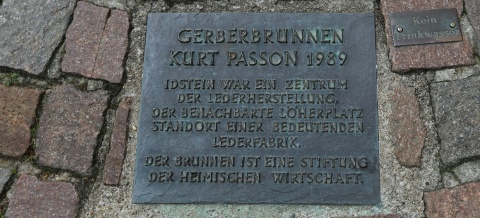 GERBERBRUNNEN
KURT PASSON 1989
IDSTEIN WAR EIN ZENTRUM
DER LEDERHERSTELLUNG,
DER BENACHBARTE LÖHERPLATZ
STANDORT EINER BEDEUTENDEN
LEDERFABRIK.
DER BRUNNEN IST EINE STIFTUNG
DER HEIMISCHEN WIRTSCHAFT.
Kein
Trinkwasser